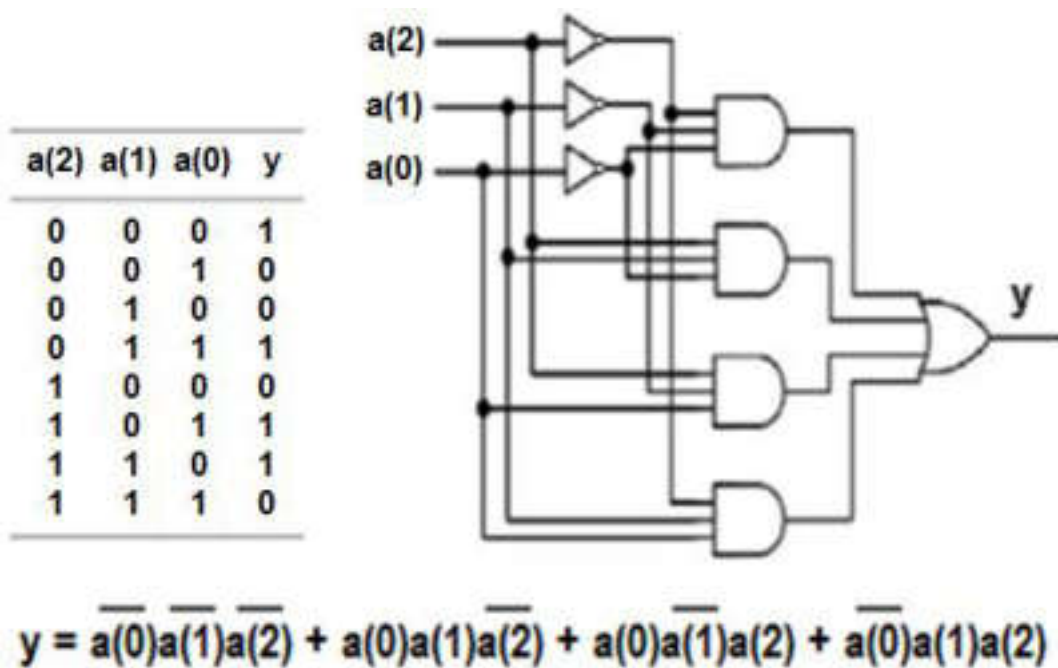 a(2) a(1) a(0) y
0 0 0 1
0 0 1 0
0 1 0 0
0 1 1 1
1 0 0 0
1 0 1 1
1 1 0 1
1 1 1 0
a(2)
a(1)
a(0)
y
y = a̅(̅0̅)̅a̅(̅1̅)̅a̅(̅2̅)̅ + a(0)a(1)a̅(̅2̅)̅ + a(0)a̅(̅1̅)̅a(2) + a̅(̅0̅)̅a(1)a(2)